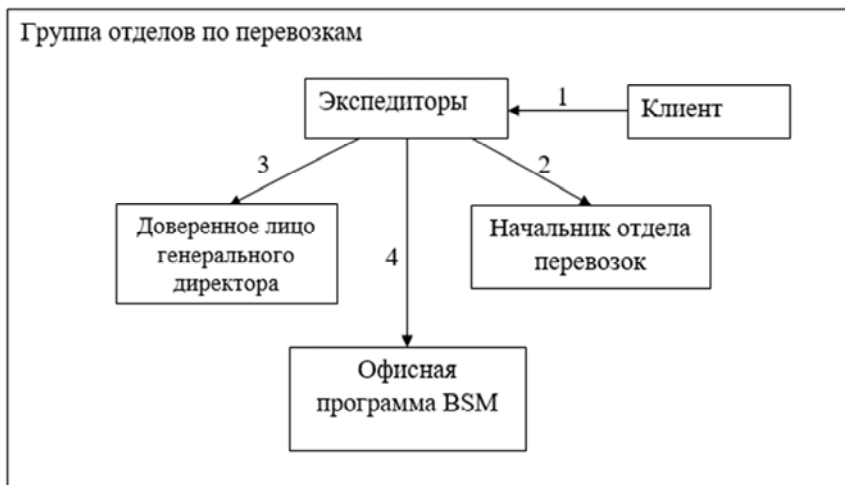 Группа отделов по перевозкам
Экспедиторы
1
Клиент
3
2
Доверенное лицо
генерального
директора
4
Начальник отдела
перевозок
Офисная
программа BSM